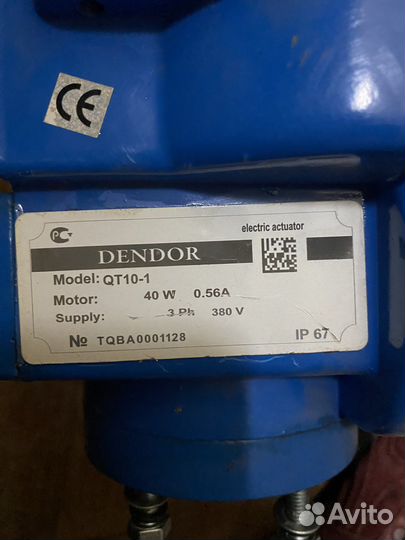 CE
electric actuator
DENDOR
Model: QT10-1
Motor: 40 W 0.56A
Supply: 3 Ph 380 V
№ TQBA0001128 IP 67
Avito